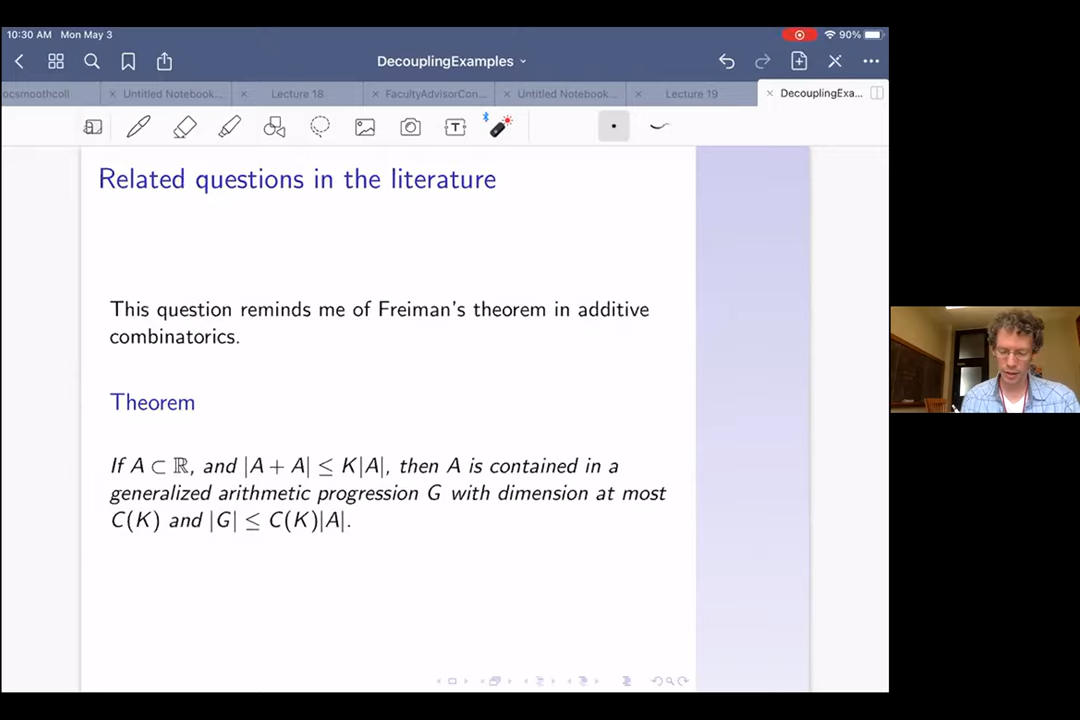 10:30 AM Mon May 3
90%
DecouplingExamples
ocsmoothcoll
Untitled Notebook...
Lecture 18
FacultyAdvisorCon...
Untitled Notebook...
Lecture 19
DecouplingExa...
Related questions in the literature
This question reminds me of Freiman's theorem in additive
combinatorics.
Theorem
If A ⊂ ℝ, and |A + A| ≤ K|A|, then A is contained in a
generalized arithmetic progression G with dimension at most
C(K) and |G| ≤ C(K)|A|.